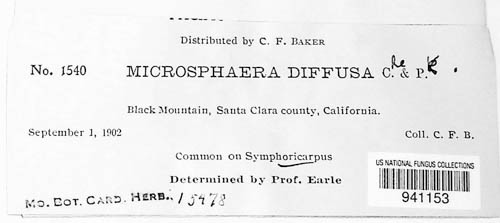 Distributed by C. F. BAKER
No. 1540 MICROSPHAERA DIFFUSA C. & P.
Black Mountain, Santa Clara county, California.
September 1, 1902 Coll. C. F. B.
Common on Symphoricarpus
Determined by Prof. Earle
US NATIONAL FUNGUS COLLECTIONS
941153
MO. BOT. GARD. HERB. 15478